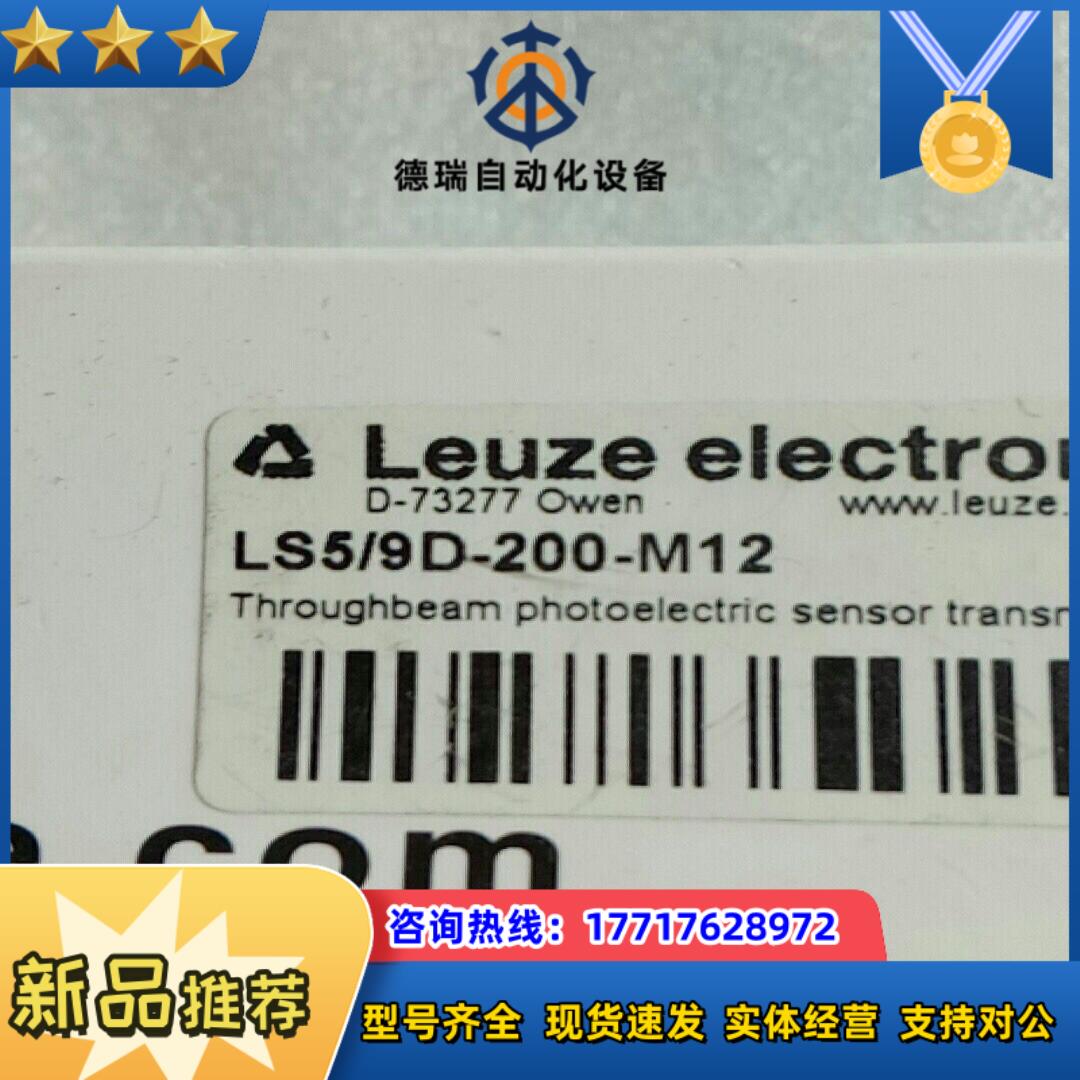 德瑞自动化设备
Leuze electro
D-73277 Owen www.leuze.
LS5/9D-200-M12
Throughbeam photoelectric sensor trans
com
咨询热线：17717628972
新品推荐
型号齐全 现货速发 实体经营 支持对公